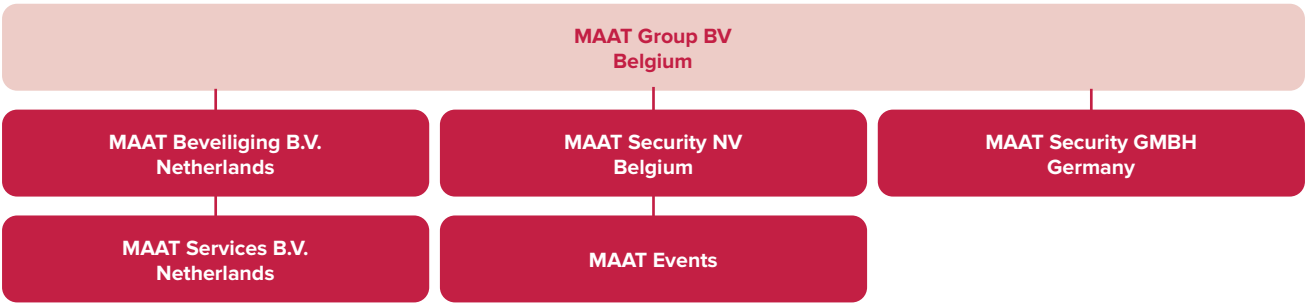 MAAT Group BV
Belgium
MAAT Beveiliging B.V.
Netherlands
MAAT Security NV
Belgium
MAAT Security GMBH
Germany
MAAT Services B.V.
Netherlands
MAAT Events